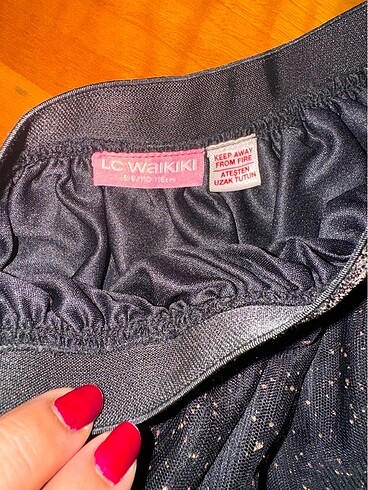 LC WAIKIKI
KEEP AWAY
FROM FIRE
ATEŞTEN
UZAK TUTUN